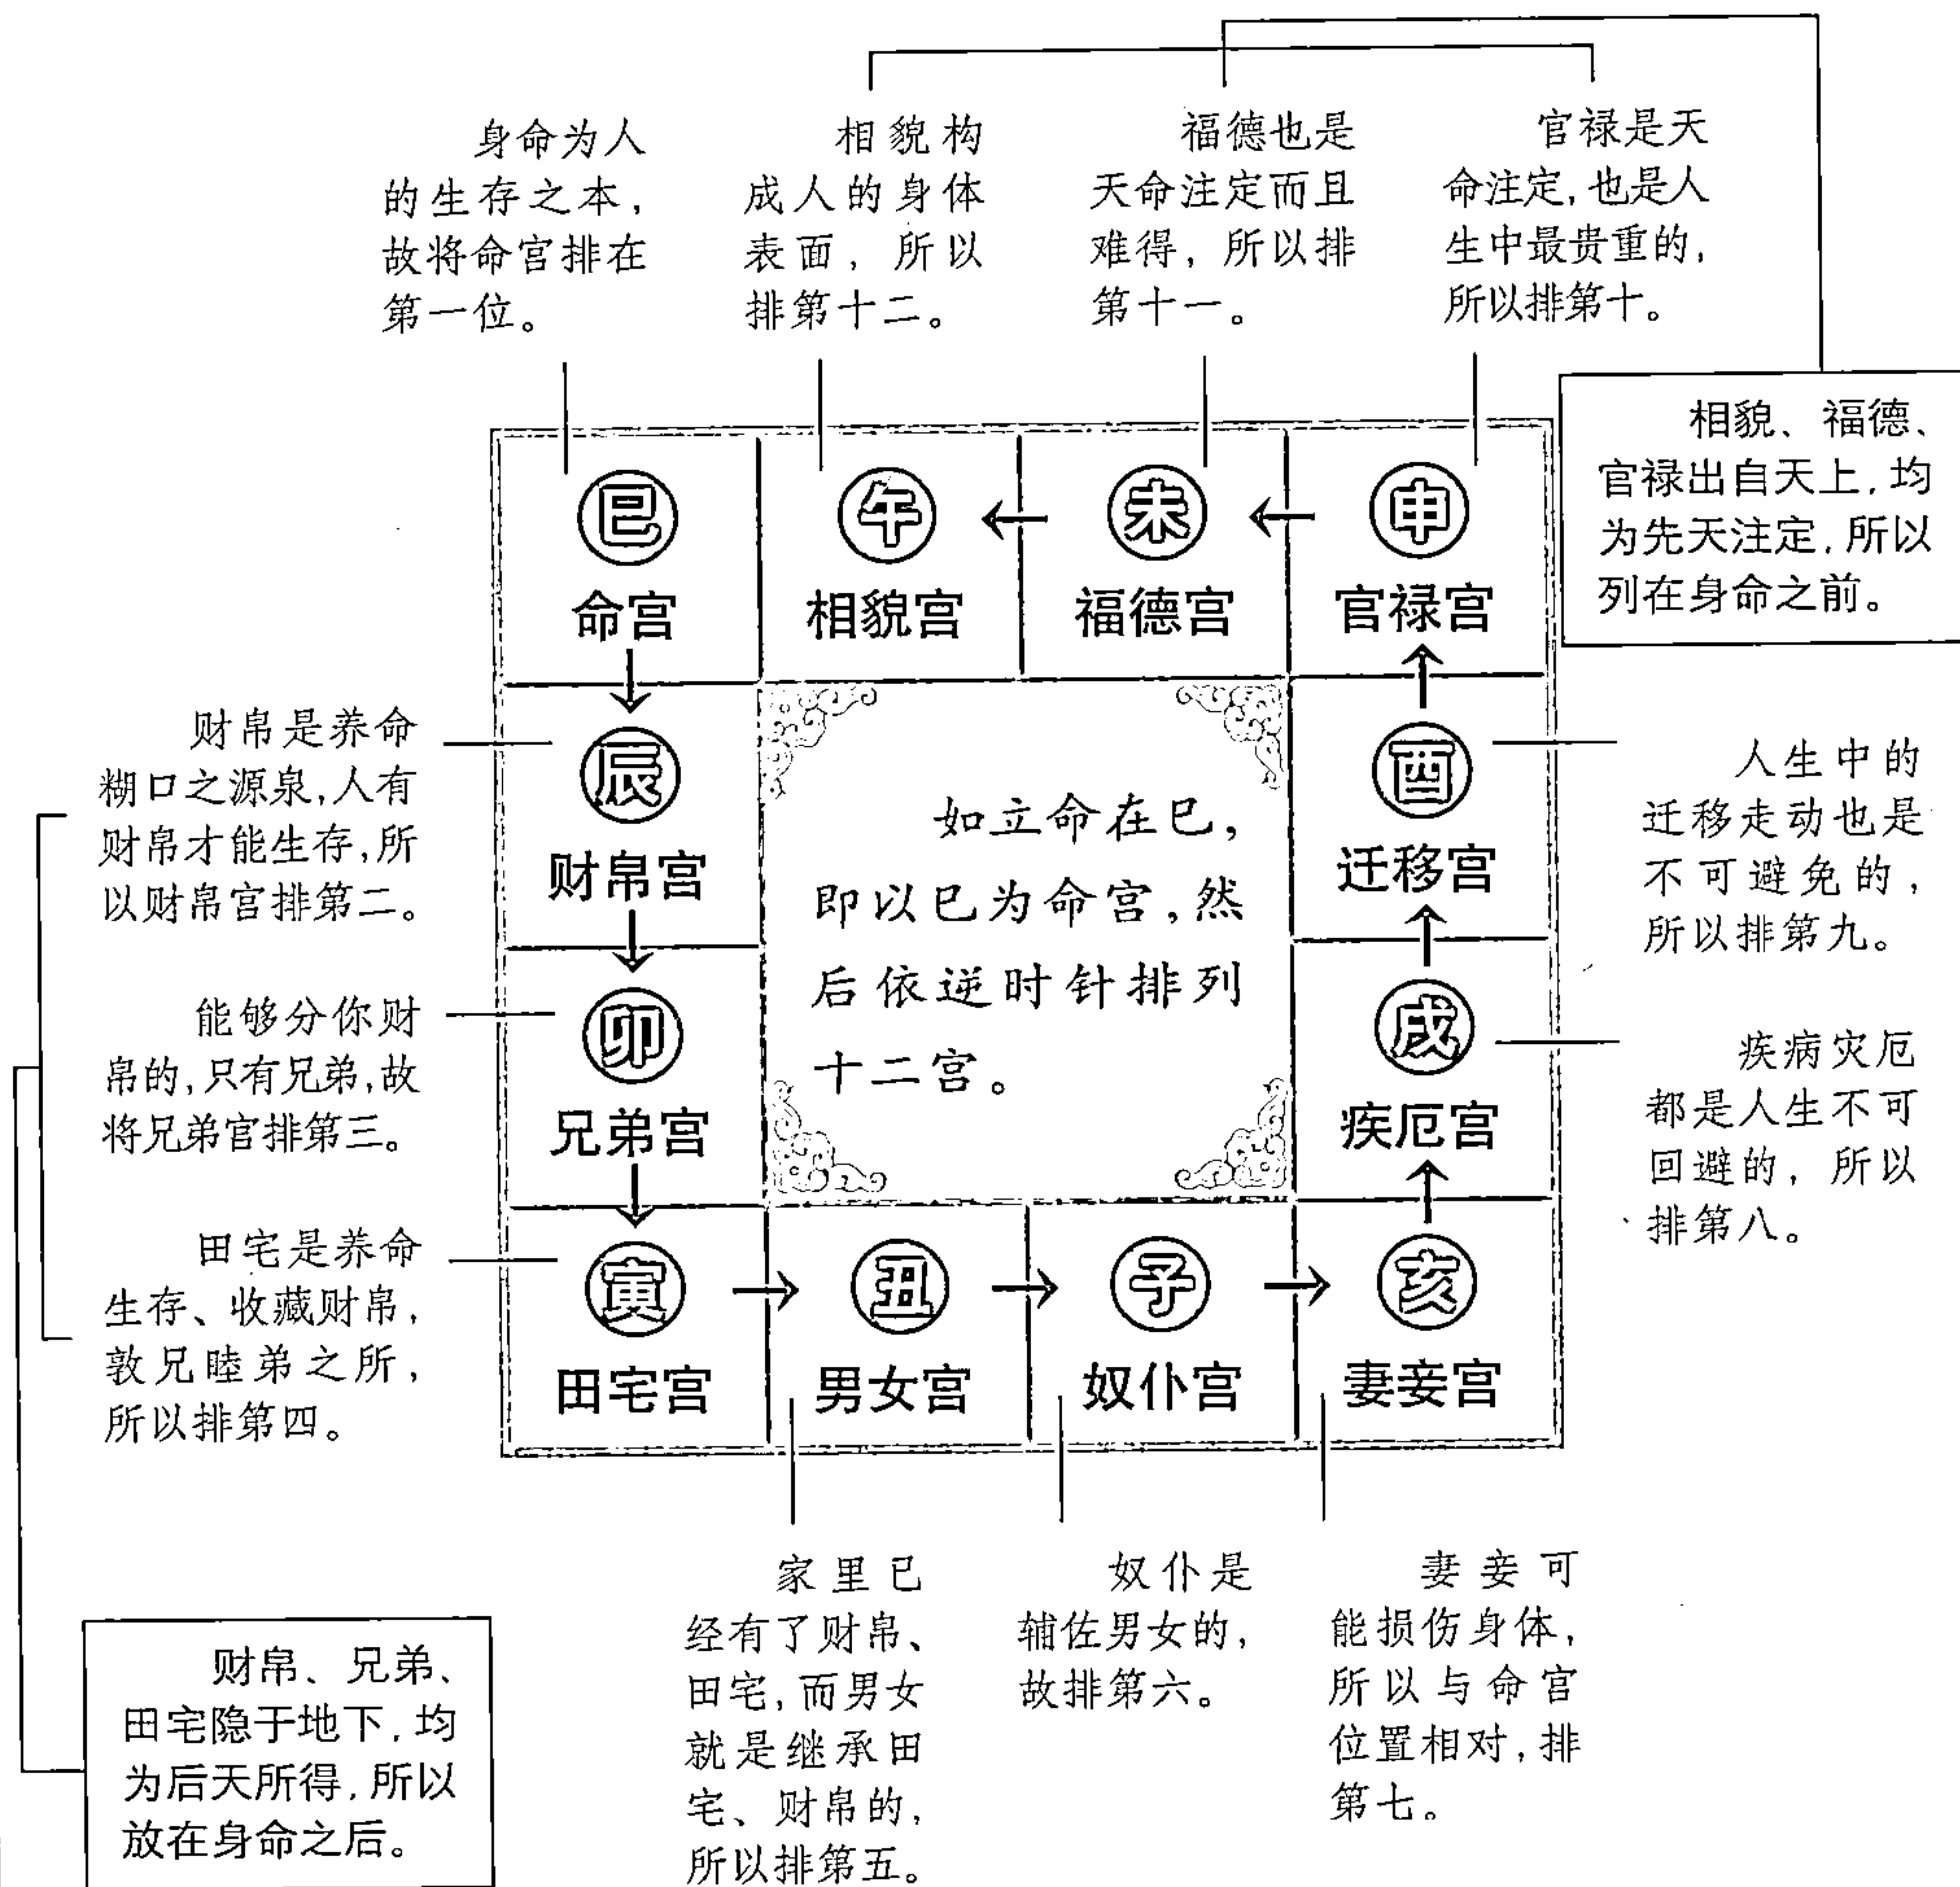 身命为人
的生存之本，
故将命宫排在
第一位。
相貌构
成人的身体
表面，所以
排第十二。
福德也是
天命注定而且
难得，所以排
第十一。
官禄是天
命注定，也是人
生中最贵重的，
所以排第十。
相貌、福德、
官禄出自天上，均
为先天注定，所以
列在身命之前。
巳
命宫
午
相貌宫
未
福德宫
申
官禄宫
财帛是养命
糊口之源泉，人有
财帛才能生存，所
以财帛宫排第二。
辰
财帛宫
能够分你财
帛的，只有兄弟，故
将兄弟官排第三。
卯
兄弟宫
田宅是养命
生存、收藏财帛，
敦兄睦弟之所，
所以排第四。
如立命在巳，
即以巳为命宫，然
后依逆时针排列
十二宫。
酉
迁移宫
人生中的
迁移走动也是
不可避免的，
所以排第九。
戌
疾厄宫
疾病灾厄
都是人生不可
回避的，所以
排第八。
寅
田宅宫
丑
男女宫
子
奴仆宫
亥
妻妾宫
财帛、兄弟、
田宅隐于地下，均
为后天所得，所以
放在身命之后。
家里已
经有了财帛、
田宅，而男女
就是继承田
宅、财帛的，
所以排第五。
奴仆是
辅佐男女的，
故排第六。
妻妾可
能损伤身体，
所以与命宫
位置相对，排
第七。